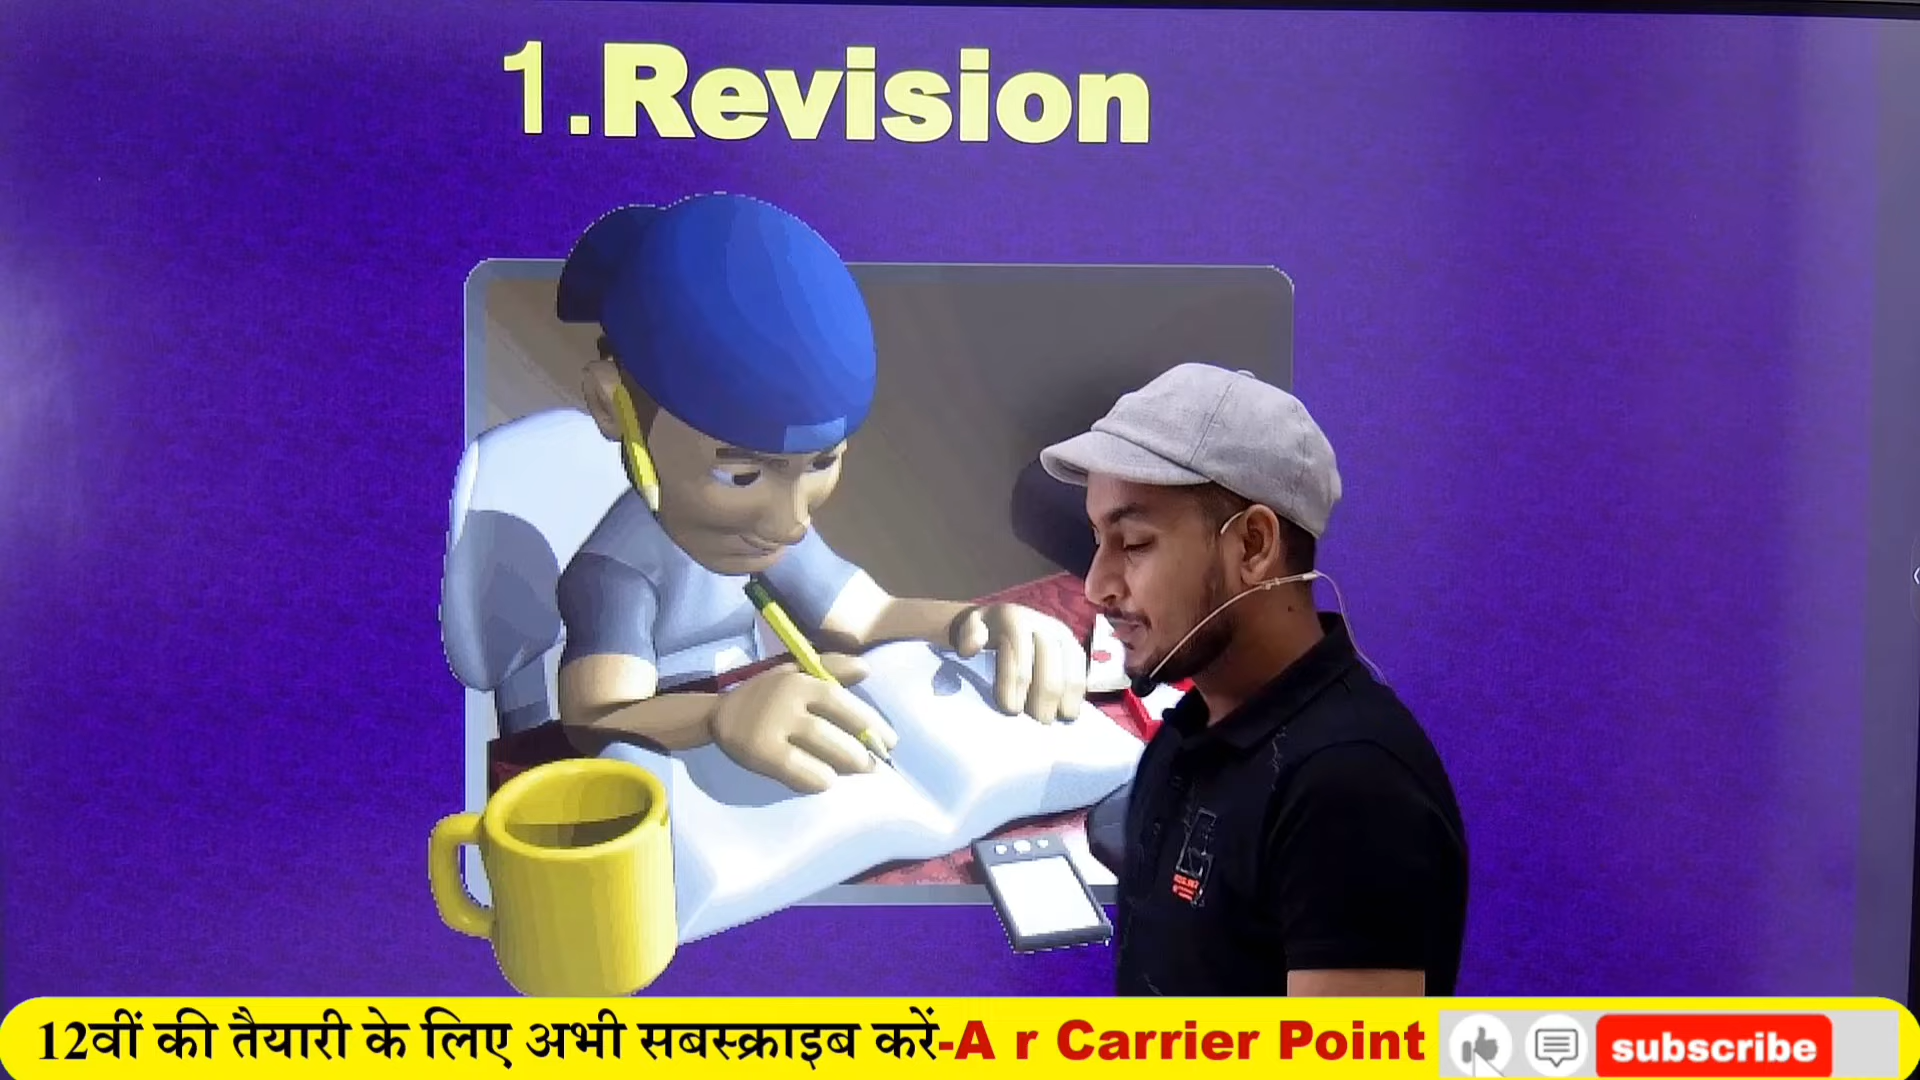 1.Revision
12वीं की तैयारी के लिए अभी सबस्क्राइब करें-A r Carrier Point subscribe